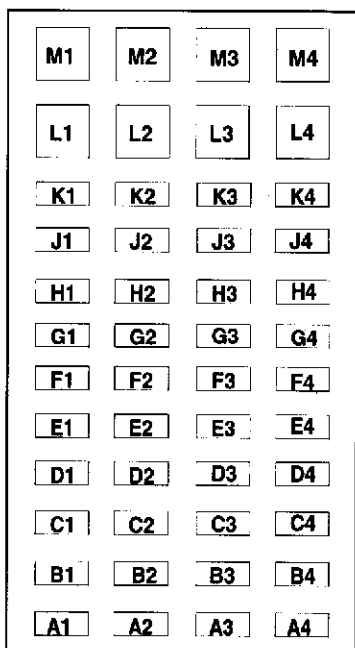 M1 M2 M3 M4
L1 L2 L3 L4
K1 K2 K3 K4
J1 J2 J3 J4
H1 H2 H3 H4
G1 G2 G3 G4
F1 F2 F3 F4
E1 E2 E3 E4
D1 D2 D3 D4
C1 C2 C3 C4
B1 B2 B3 B4
A1 A2 A3 A4